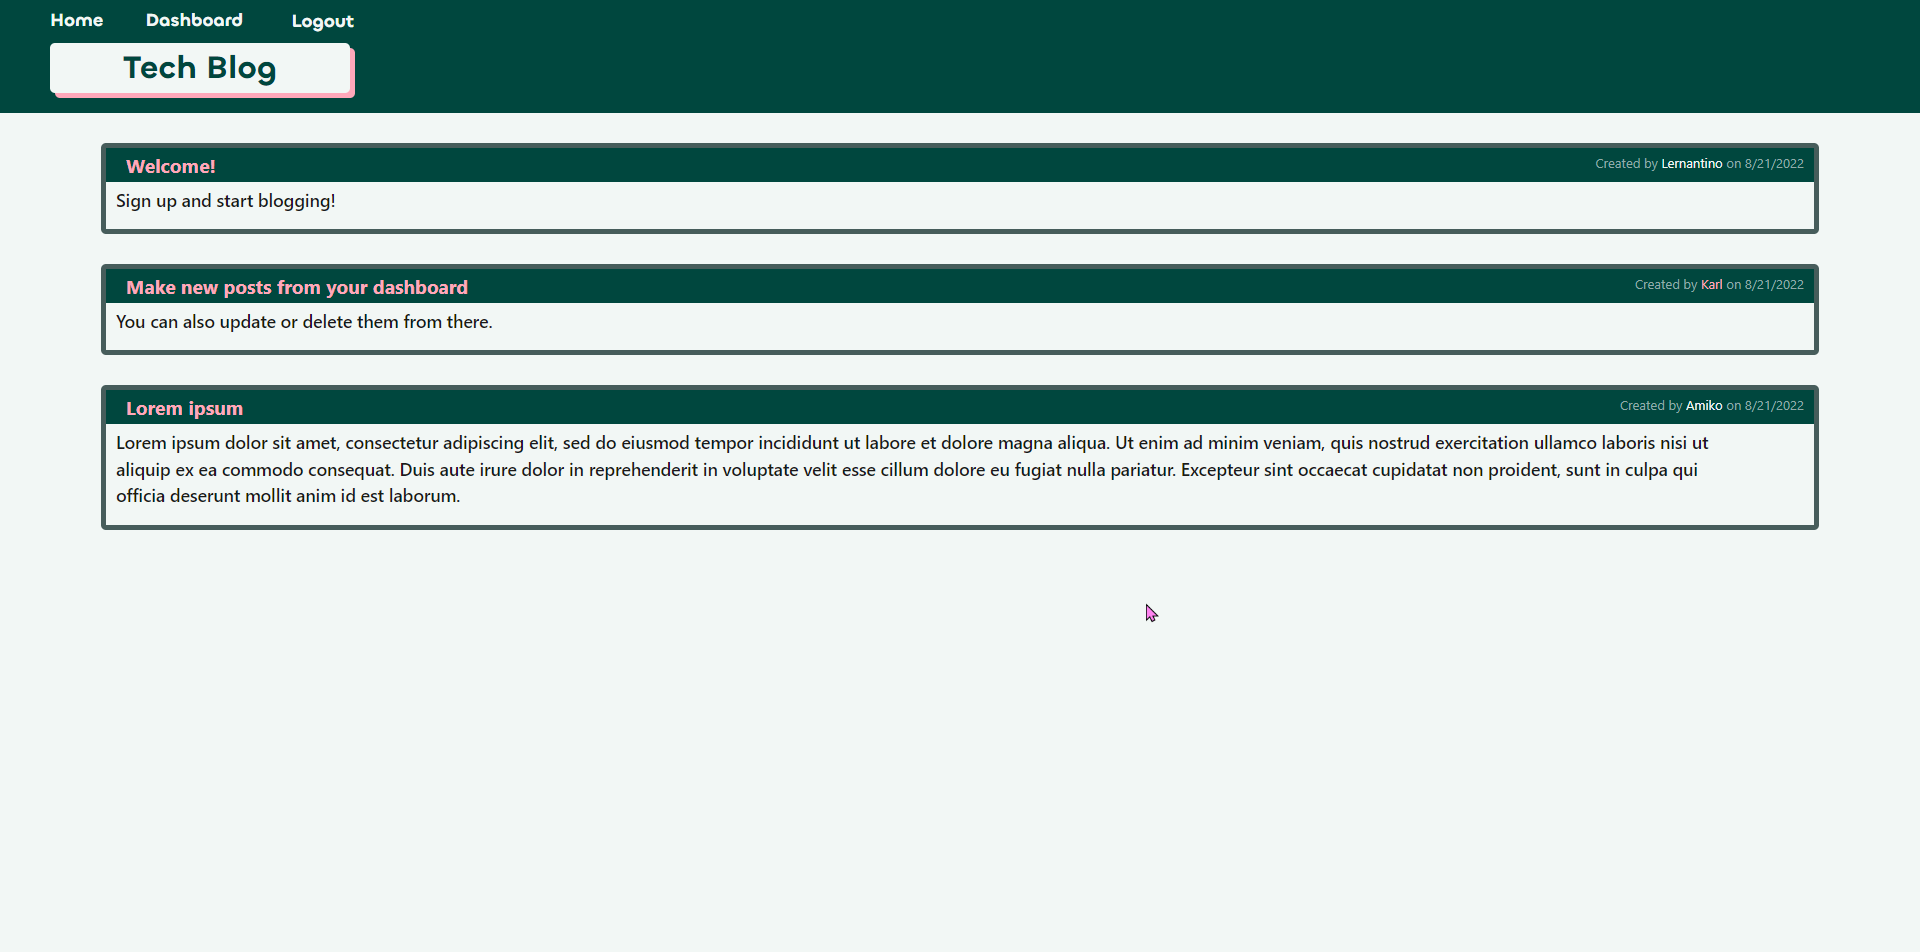 Home Dashboard Logout
Tech Blog
Welcome!
Created by Lernantino on 8/21/2022
Sign up and start blogging!
Make new posts from your dashboard
Created by Karl on 8/21/2022
You can also update or delete them from there.
Lorem ipsum
Created by Amiko on 8/21/2022
Lorem ipsum dolor sit amet, consectetur adipiscing elit, sed do eiusmod tempor incididunt ut labore et dolore magna aliqua. Ut enim ad minim veniam, quis nostrud exercitation ullamco laboris nisi ut
aliquip ex ea commodo consequat. Duis aute irure dolor in reprehenderit in voluptate velit esse cillum dolore eu fugiat nulla pariatur. Excepteur sint occaecat cupidatat non proident, sunt in culpa qui
officia deserunt mollit anim id est laborum.